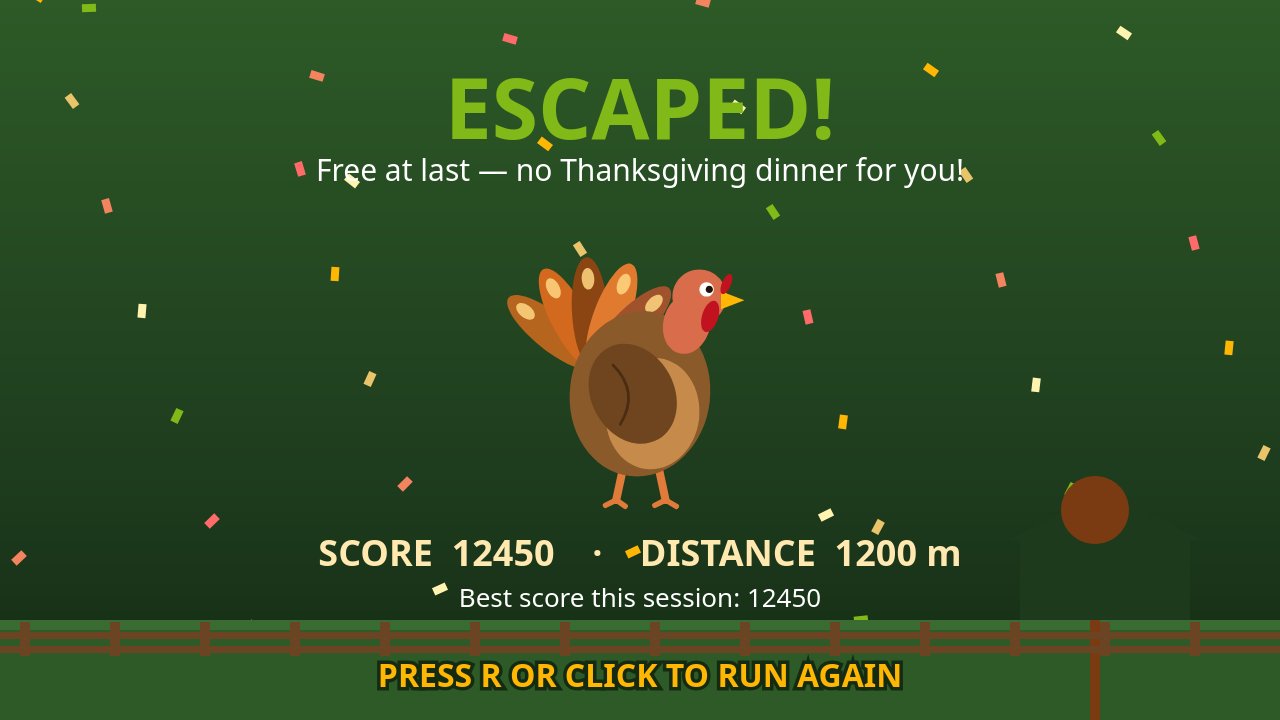 ESCAPED!
Free at last — no Thanksgiving dinner for you!
SCORE 12450 · DISTANCE 1200 m
Best score this session: 12450
PRESS R OR CLICK TO RUN AGAIN